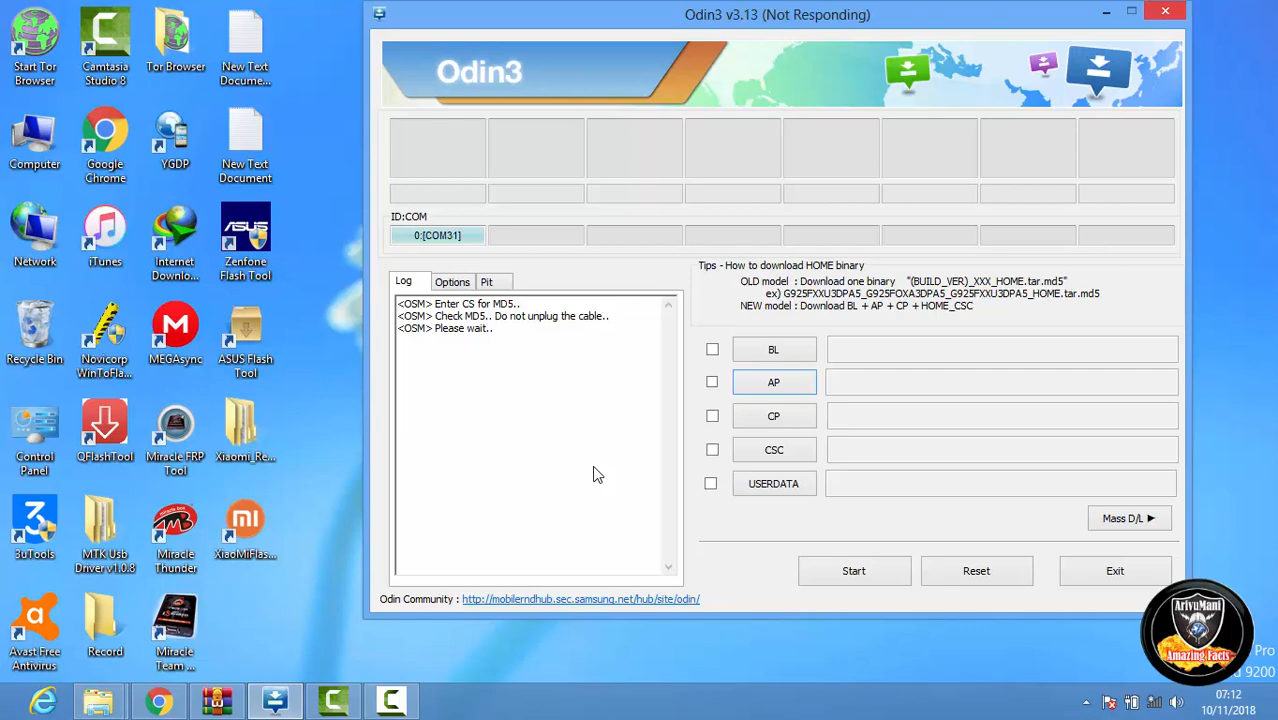 Odin3 v3.13 (Not Responding)
Odin3
ID:COM
0:[COM31]
Log
Options
Pit
<OSM> Enter CS for MD5..
<OSM> Check MD5.. Do not unplug the cable..
<OSM> Please wait..
Tips - How to download HOME binary
OLD model : Download one binary "(BUILD_VER)_XXX_HOME.tar.md5"
ex) G925FXXU3DPA5_G925FOXA3DPA5_G925FXXU3DPA5_HOME.tar.md5
NEW model : Download BL + AP + CP + HOME_CSC
BL
AP
CP
CSC
USERDATA
Mass D/L
Start
Reset
Exit
Odin Community : http://mobilerndhub.sec.samsung.net/hub/site/odin/
Start Tor
Browser
Camtasia
Studio 8
Tor Browser
New Text
Docume...
Computer
Google
Chrome
YGDP
New Text
Document
Network
iTunes
Internet
Downlo...
ASUS
Zenfone
Flash Tool
Recycle Bin
Novicorp
WinToFla...
MEGAsync
ASUS Flash
Tool
Control
Panel
QFlashTool
Miracle FRP
Tool
Xiaomi_Re...
3uTools
MTK Usb
Driver v1.0.8
Miracle
Thunder
XiaoMiFlas...
Avast Free
Antivirus
Record
Miracle
Team ...
ArivuMani
Amazing Facts
Pro
d 9200
07:12
10/11/2018